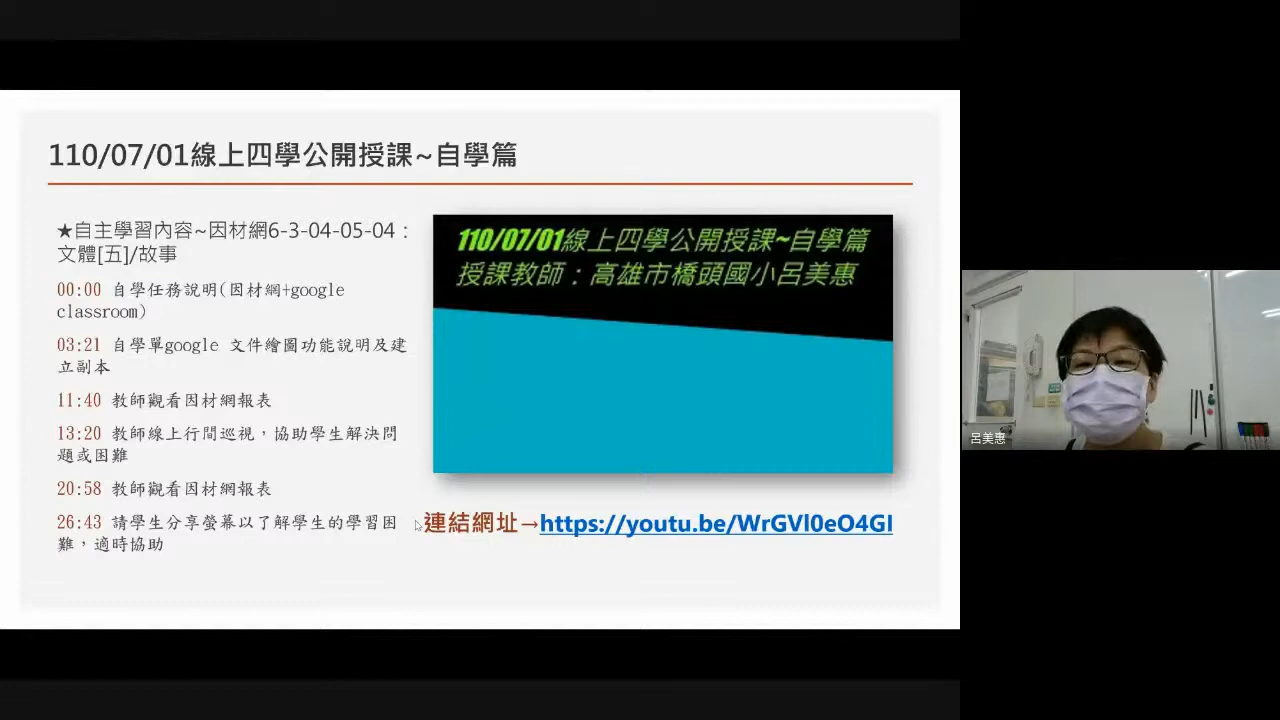 110/07/01線上四學公開授課~自學篇
★自主學習內容~因材網6-3-04-05-04：
文體[五]/故事
00:00 自學任務說明(因材網+google
classroom)
03:21 自學單google 文件繪圖功能說明及建
立副本
11:40 教師觀看因材網報表
13:20 教師線上行間巡視，協助學生解決問
題或困難
20:58 教師觀看因材網報表
26:43 請學生分享螢幕以了解學生的學習困
難，適時協助
110/07/01線上四學公開授課~自學篇
授課教師：高雄市橋頭國小呂美惠
連結網址→https://youtu.be/WrGVl0eO4GI
呂美惠